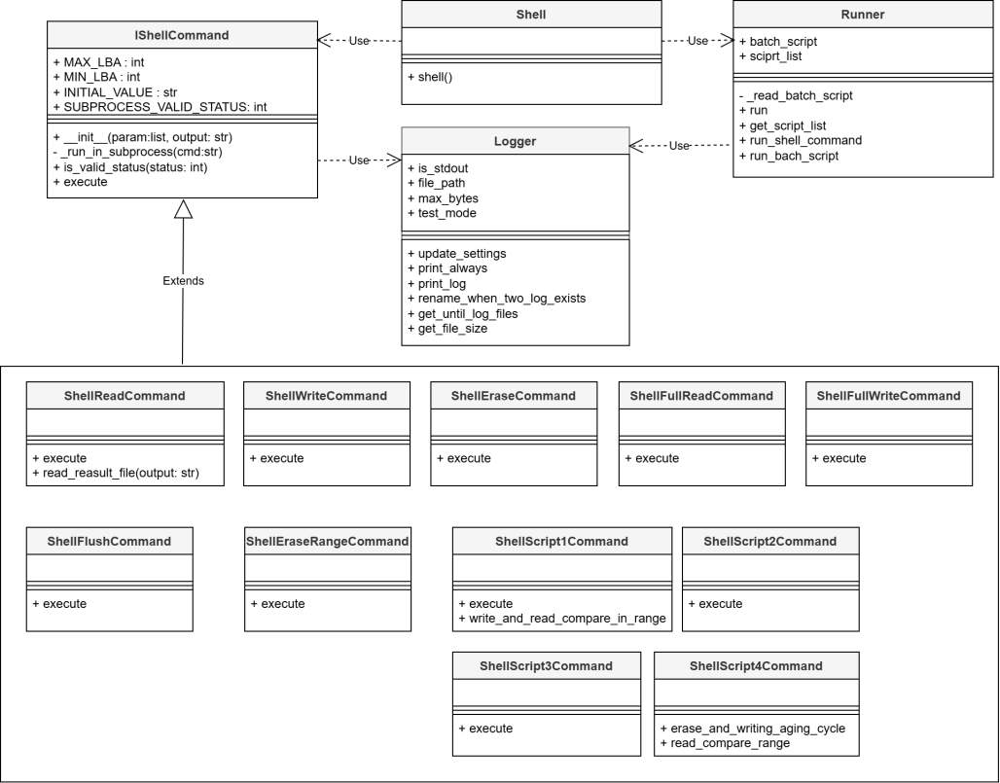 IShellCommand
+ MAX_LBA : int
+ MIN_LBA : int
+ INITIAL_VALUE : str
+ SUBPROCESS_VALID_STATUS: int
+ __init__(param:list, output: str)
- _run_in_subprocess(cmd:str)
+ is_valid_status(status: int)
+ execute
Use
Shell
+ shell()
Use
Runner
+ batch_script
+ sciprt_list
- _read_batch_script
+ run
+ get_script_list
+ run_shell_command
+ run_bach_script
Use
Logger
+ is_stdout
+ file_path
+ max_bytes
+ test_mode
+ update_settings
+ print_always
+ print_log
+ rename_when_two_log_exists
+ get_until_log_files
+ get_file_size
Use
Extends
ShellReadCommand
+ execute
+ read_reasult_file(output: str)
ShellWriteCommand
+ execute
ShellEraseCommand
+ execute
ShellFullReadCommand
+ execute
ShellFullWriteCommand
+ execute
ShellFlushCommand
+ execute
ShellEraseRangeCommand
+ execute
ShellScript1Command
+ execute
+ write_and_read_compare_in_range
ShellScript2Command
+ execute
ShellScript3Command
+ execute
ShellScript4Command
+ erase_and_writing_aging_cycle
+ read_compare_range